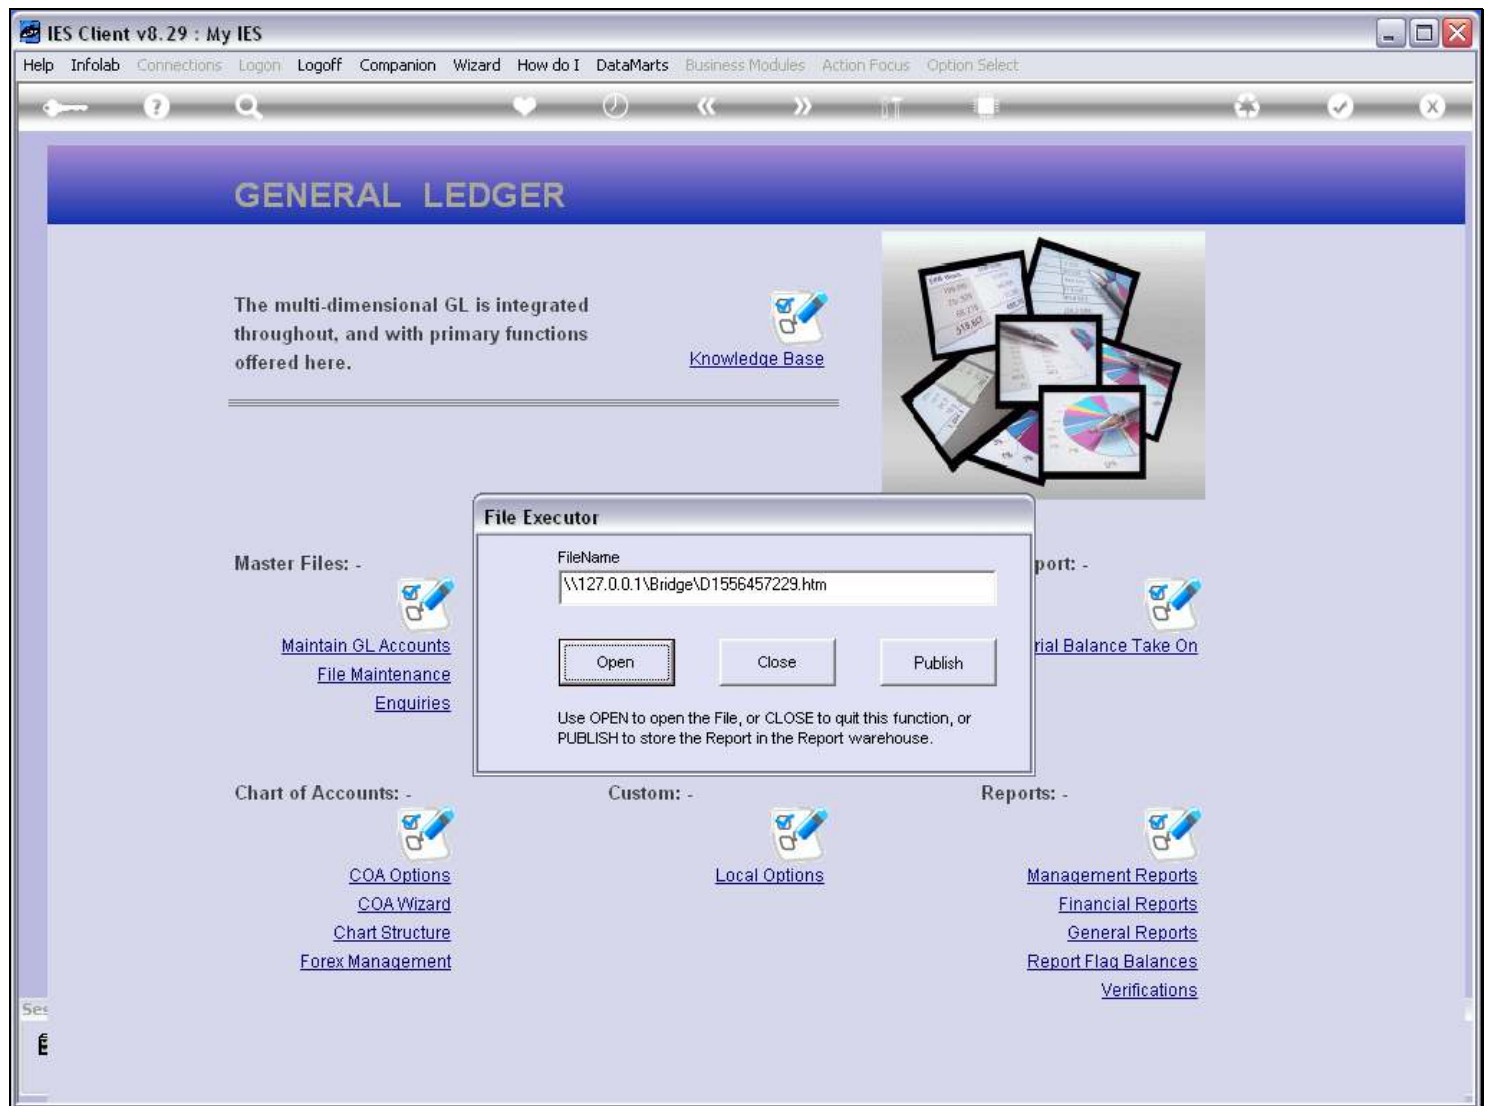 IES Client v8.29 : My IES
Help Infolab Connections Logon Logoff Companion Wizard How do I DataMarts Business Modules Action Focus Option Select
GENERAL LEDGER
The multi-dimensional GL is integrated
throughout, and with primary functions
offered here.
Knowledge Base
File Executor
FileName
\\127.0.0.1\Bridge\D1556457229.htm
Open Close Publish
Use OPEN to open the File, or CLOSE to quit this function, or
PUBLISH to store the Report in the Report warehouse.
Master Files: -
Maintain GL Accounts
File Maintenance
Enquiries
port: -
rial Balance Take On
Chart of Accounts: -
COA Options
COA Wizard
Chart Structure
Forex Management
Custom: -
Local Options
Reports: -
Management Reports
Financial Reports
General Reports
Report Flag Balances
Verifications
Ses